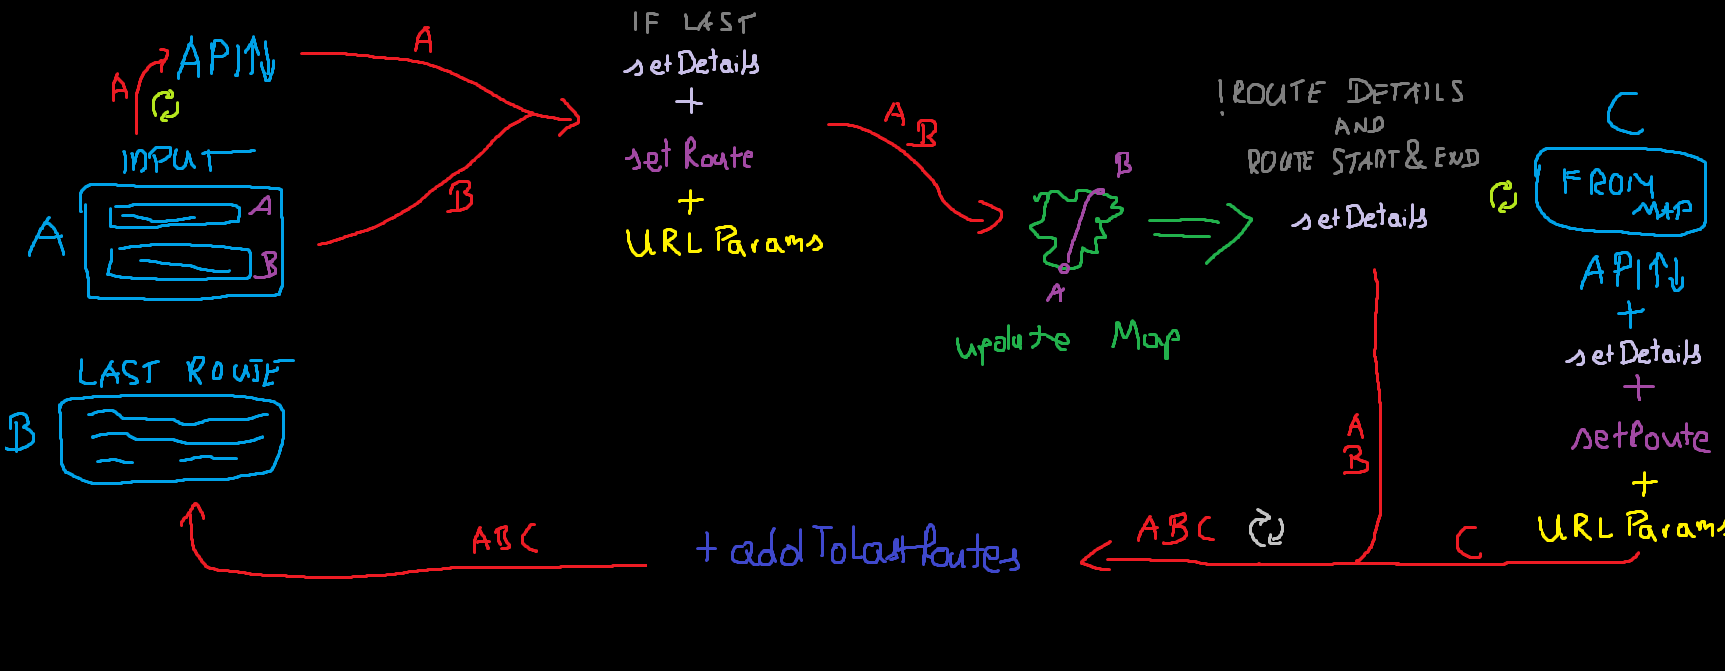 A
API↑↓
A
INPUT
A
B
A
B
LAST ROUTE
B
IF LAST
setDetails
+
set Route
+
URL Params
A B
B
A
update Map
!ROUTE DETAILS
AND
ROUTE START & END
setDetails
A
B
C
FROM
MAP
API↑↓
+
setDetails
+
setRoute
+
URL Params
C
ABC
+ addToLastRoutes
ABC